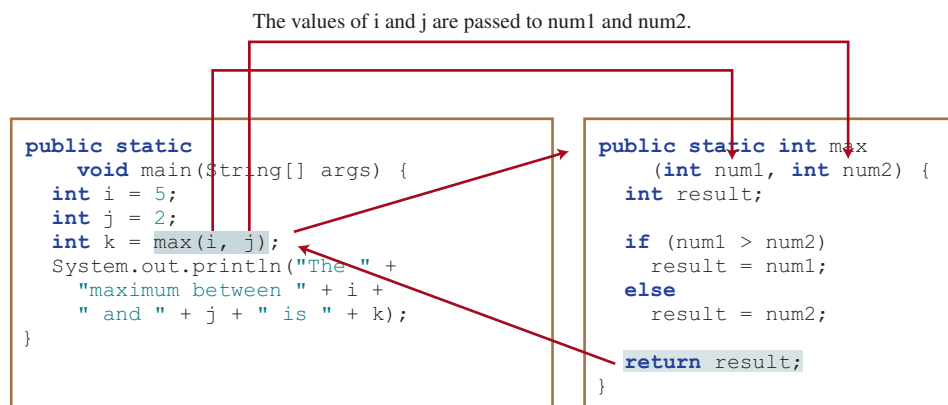 The values of i and j are passed to num1 and num2.
public static
void main(String[] args) {
int i = 5;
int j = 2;
int k = max(i, j);
System.out.println("The " +
"maximum between " + i +
" and " + j + " is " + k);
}
public static int max
(int num1, int num2) {
int result;
if (num1 > num2)
result = num1;
else
result = num2;
return result;
}